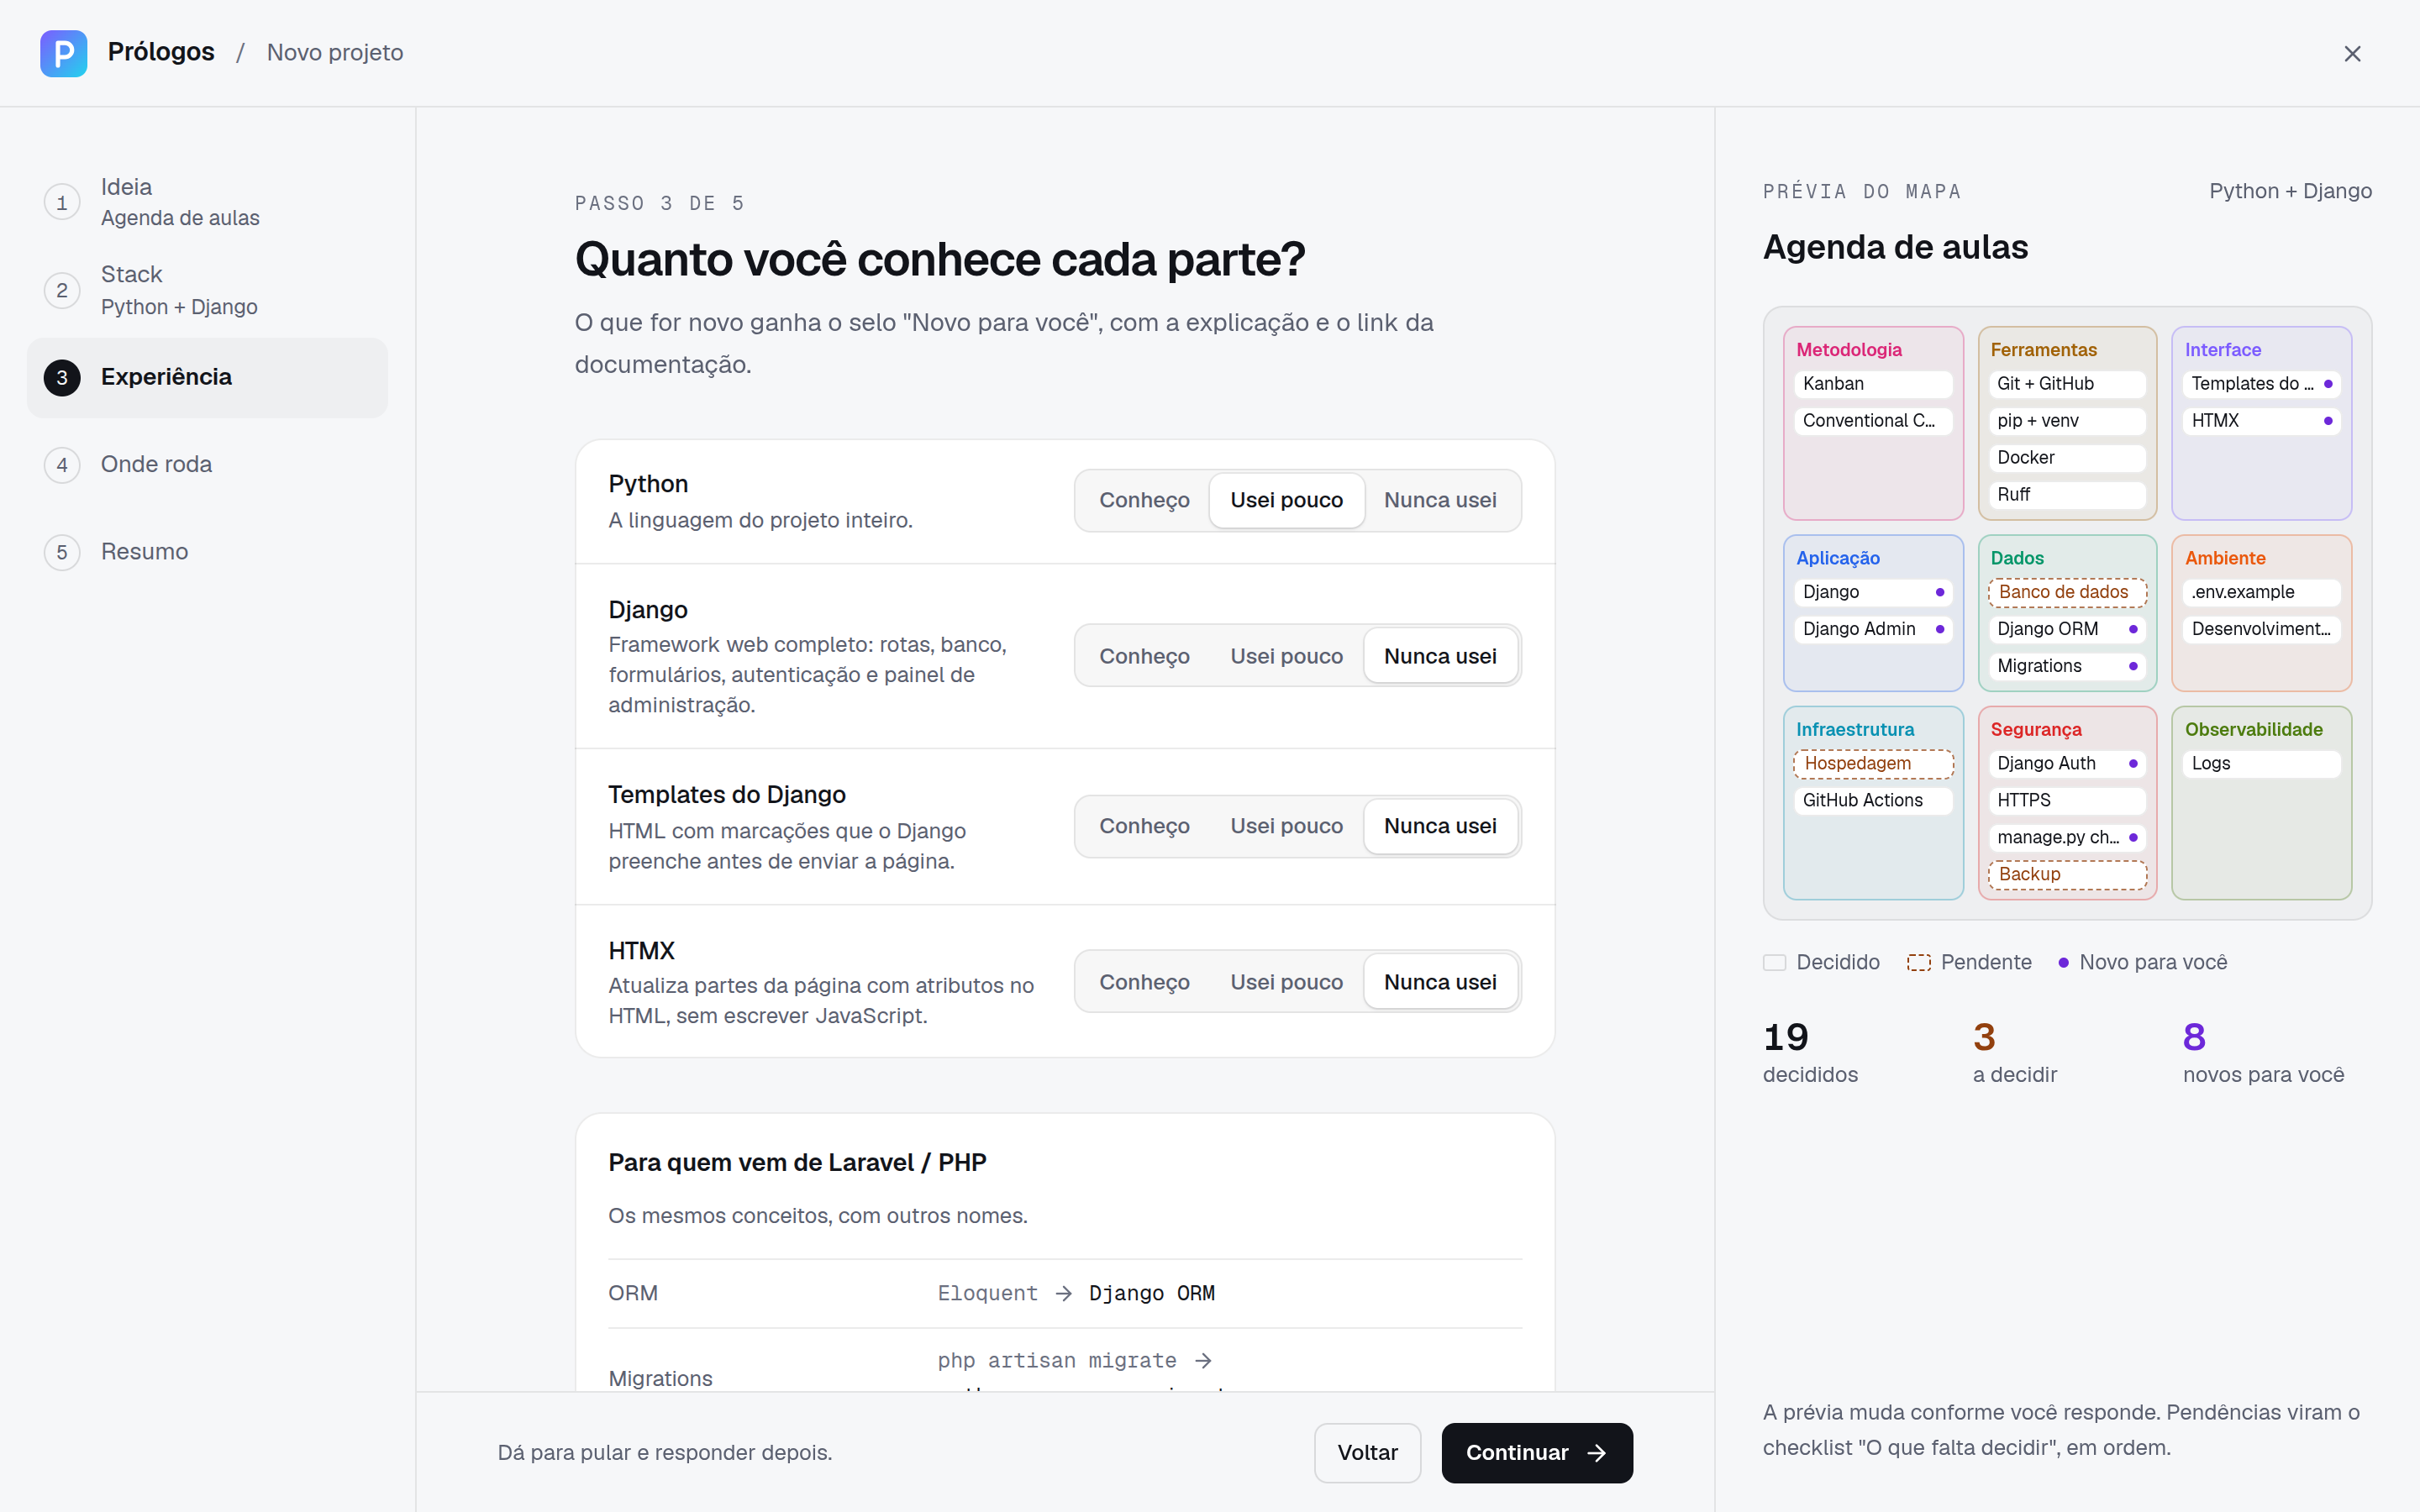 Prólogos / Novo projeto
1
Ideia
Agenda de aulas
2
Stack
Python + Django
3
Experiência
4
Onde roda
5
Resumo
PASSO 3 DE 5
Quanto você conhece cada parte?
O que for novo ganha o selo "Novo para você", com a explicação e o link da
documentação.
Python
A linguagem do projeto inteiro.
Conheço Usei pouco Nunca usei
Django
Framework web completo: rotas, banco,
formulários, autenticação e painel de
administração.
Conheço Usei pouco Nunca usei
Templates do Django
HTML com marcações que o Django
preenche antes de enviar a página.
Conheço Usei pouco Nunca usei
HTMX
Atualiza partes da página com atributos no
HTML, sem escrever JavaScript.
Conheço Usei pouco Nunca usei
Para quem vem de Laravel / PHP
Os mesmos conceitos, com outros nomes.
ORM Eloquent → Django ORM
Migrations php artisan migrate →
Dá para pular e responder depois.
Voltar
Continuar →
PRÉVIA DO MAPA
Python + Django
Agenda de aulas
Metodologia
Kanban
Conventional C...
Ferramentas
Git + GitHub
pip + venv
Docker
Ruff
Interface
Templates do ...
HTMX
Aplicação
Django
Django Admin
Dados
Banco de dados
Django ORM
Migrations
Ambiente
.env.example
Desenvolviment...
Infraestrutura
Hospedagem
GitHub Actions
Segurança
Django Auth
HTTPS
manage.py ch...
Backup
Observabilidade
Logs
Decidido Pendente Novo para você
19
decididos
3
a decidir
8
novos para você
A prévia muda conforme você responde. Pendências viram o
checklist "O que falta decidir", em ordem.